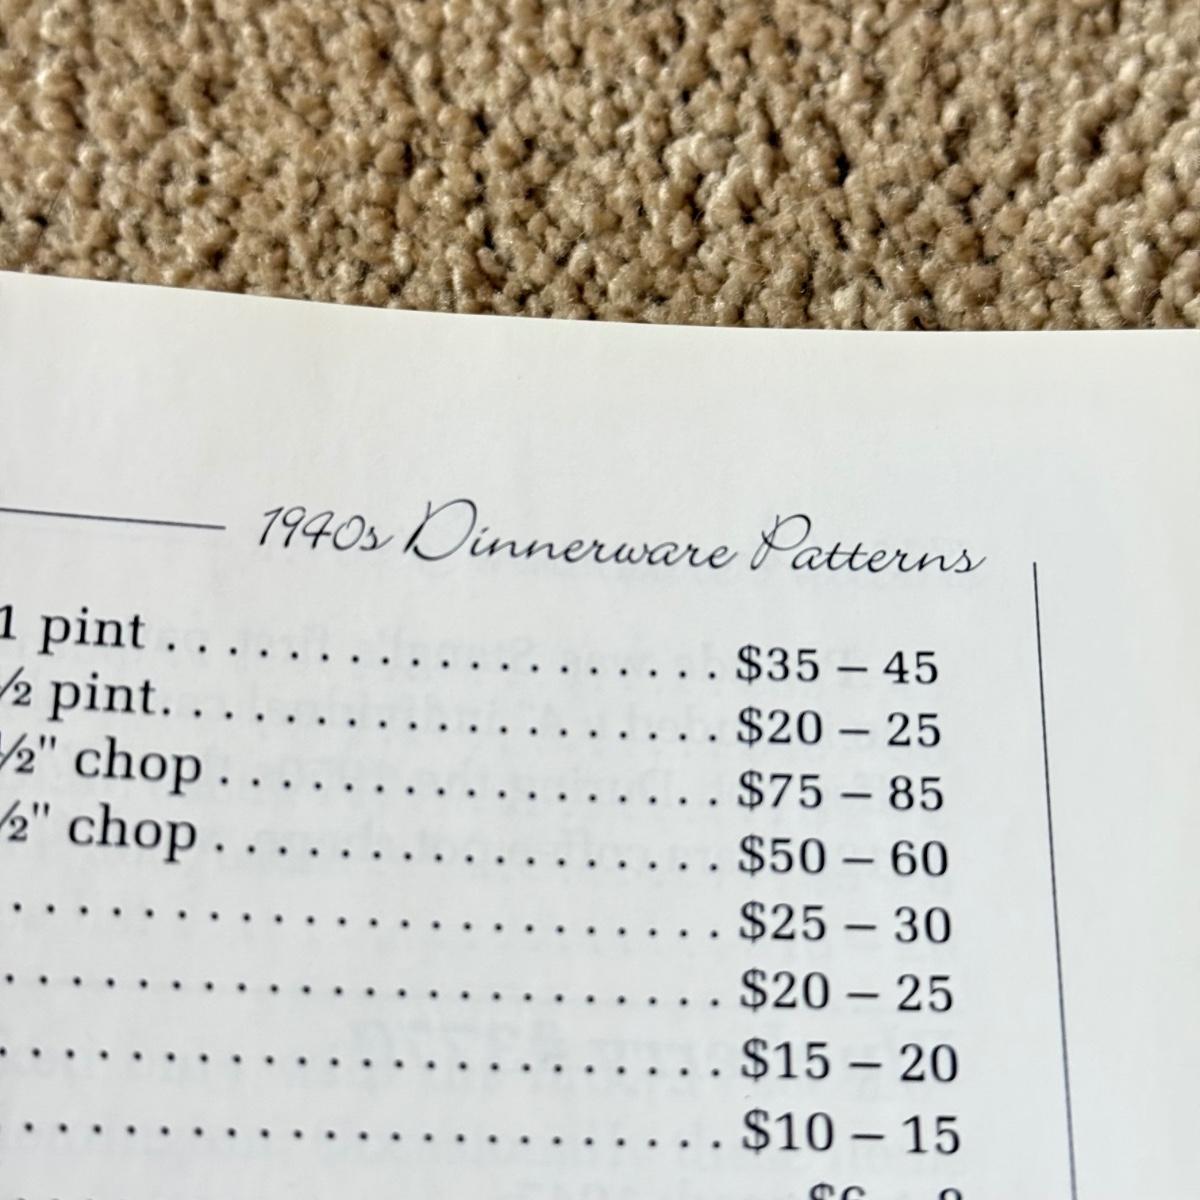 1940s Dinnerware Patterns
1 pint . . . . . . . . . . . . . . . . . . $35 – 45
½ pint. . . . . . . . . . . . . . . . . . . $20 – 25
½" chop . . . . . . . . . . . . . . . . $75 – 85
½" chop . . . . . . . . . . . . . . . . $50 – 60
. . . . . . . . . . . . . . . . . . . . . . $25 – 30
. . . . . . . . . . . . . . . . . . . . . . $20 – 25
. . . . . . . . . . . . . . . . . . . . . . $15 – 20
. . . . . . . . . . . . . . . . . . . . . . $10 – 15